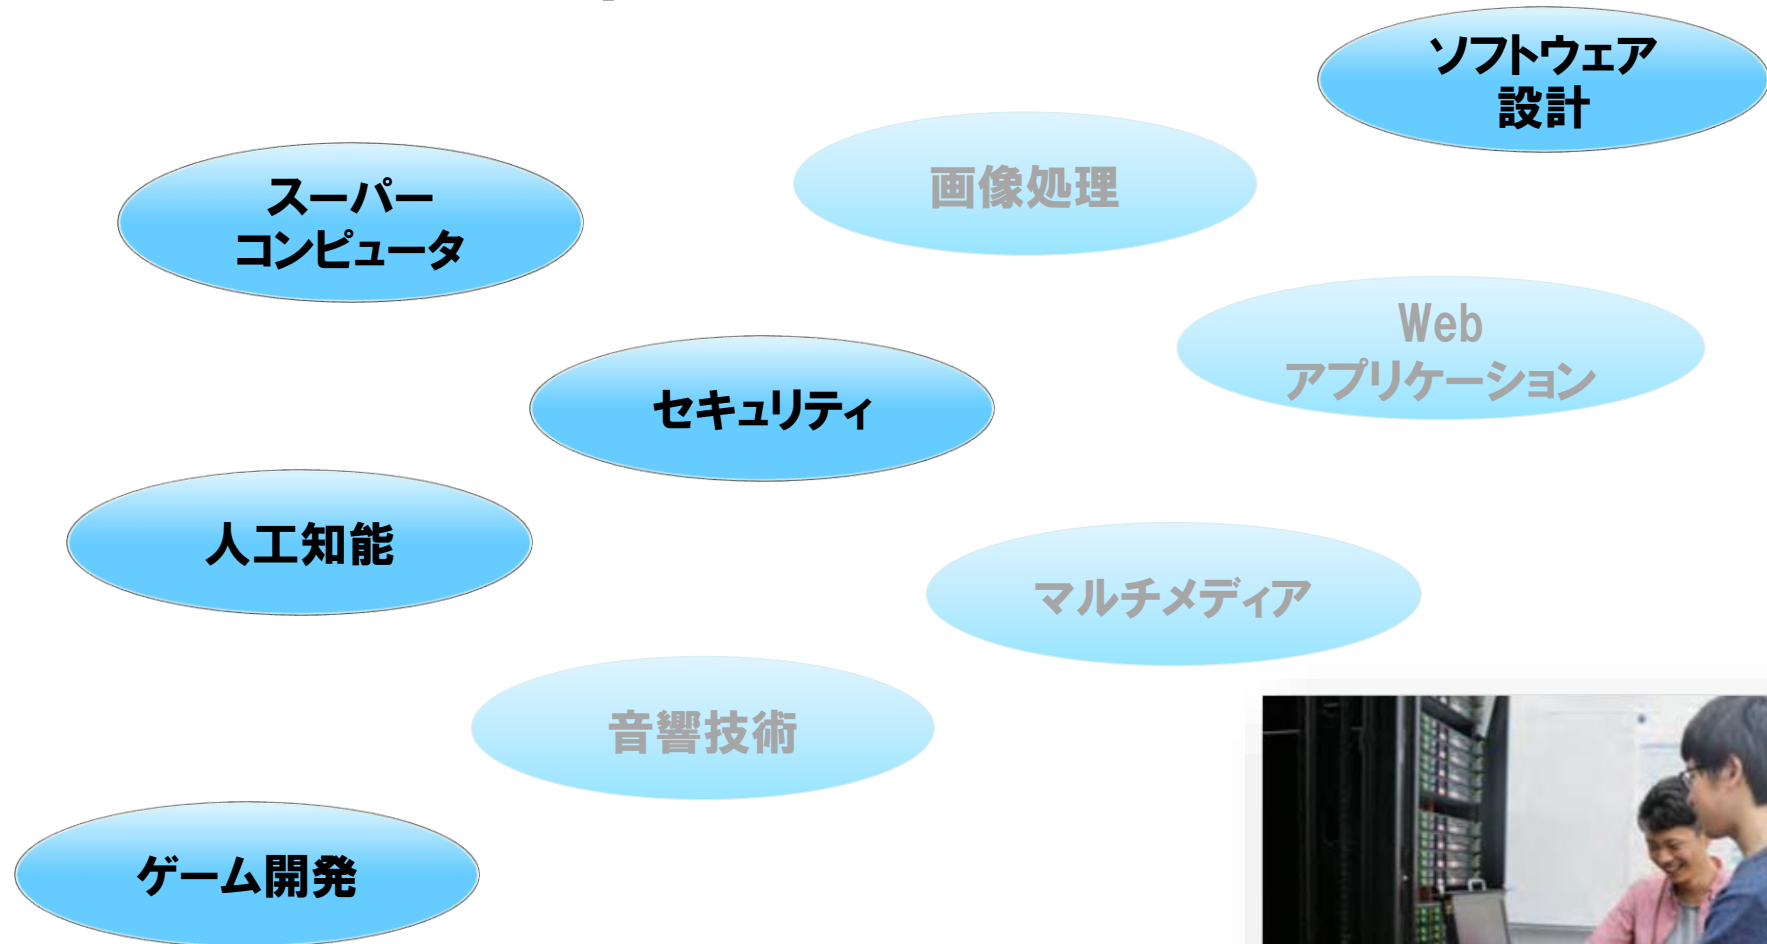 ソフトウェア
設計
画像処理
スーパー
コンピュータ
Web
アプリケーション
セキュリティ
人工知能
マルチメディア
音響技術
ゲーム開発